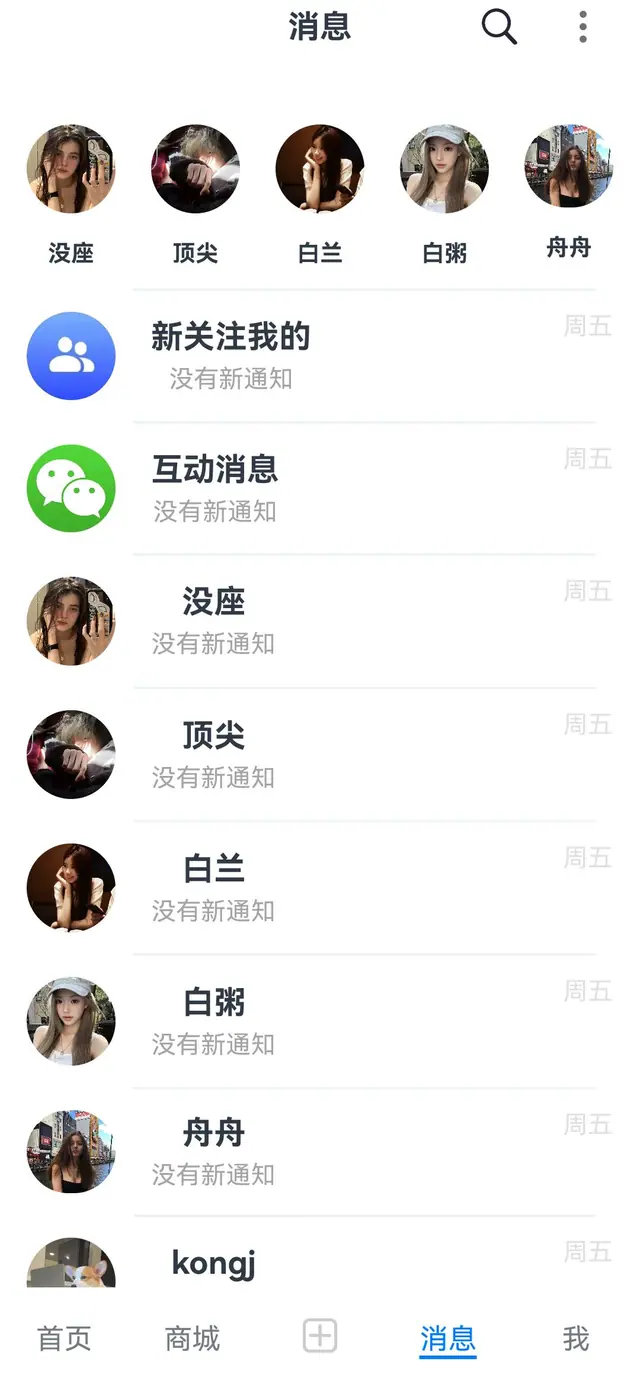 消息
没座
顶尖
白兰
白粥
舟舟
新关注我的
周五
没有新通知
互动消息
周五
没有新通知
没座
周五
没有新通知
顶尖
周五
没有新通知
白兰
周五
没有新通知
白粥
周五
没有新通知
舟舟
周五
没有新通知
kongj
周五
首页
商城
消息
我